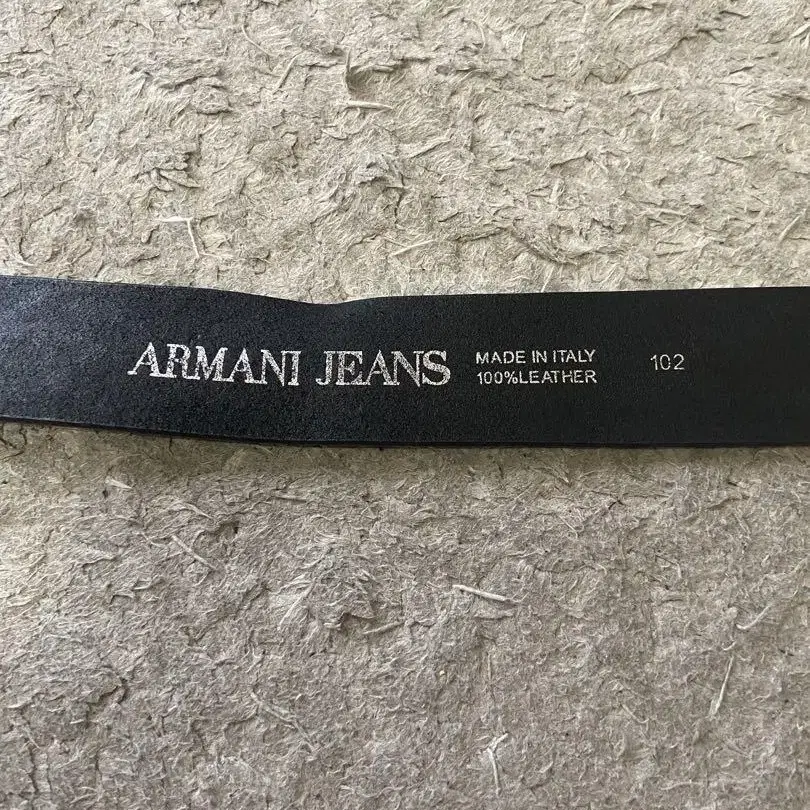 ARMANI JEANS
MADE IN ITALY
100%LEATHER
102